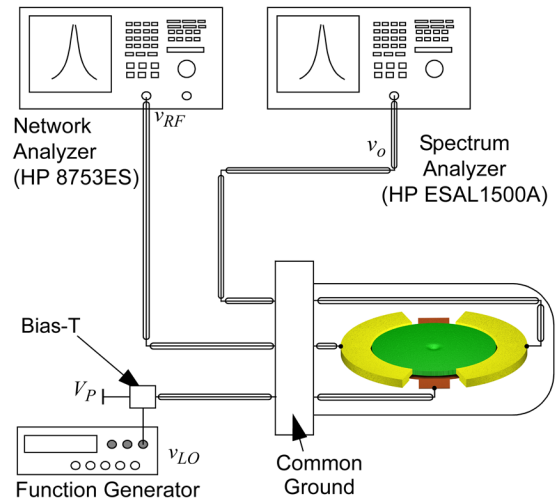 v_RF
Network
Analyzer
(HP 8753ES)
v_o
Spectrum
Analyzer
(HP ESAL1500A)
Bias-T
V_P
v_LO
Function Generator
Common
Ground